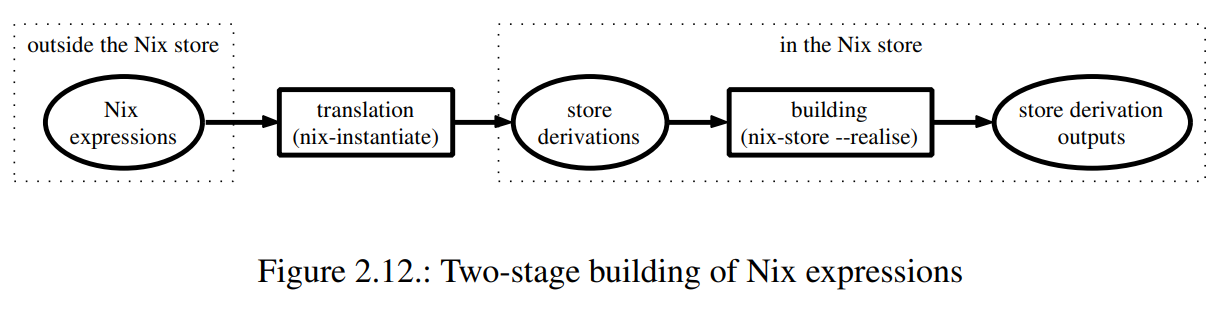 outside the Nix store
in the Nix store
Nix
expressions
translation
(nix-instantiate)
store
derivations
building
(nix-store --realise)
store derivation
outputs
Figure 2.12.: Two-stage building of Nix expressions